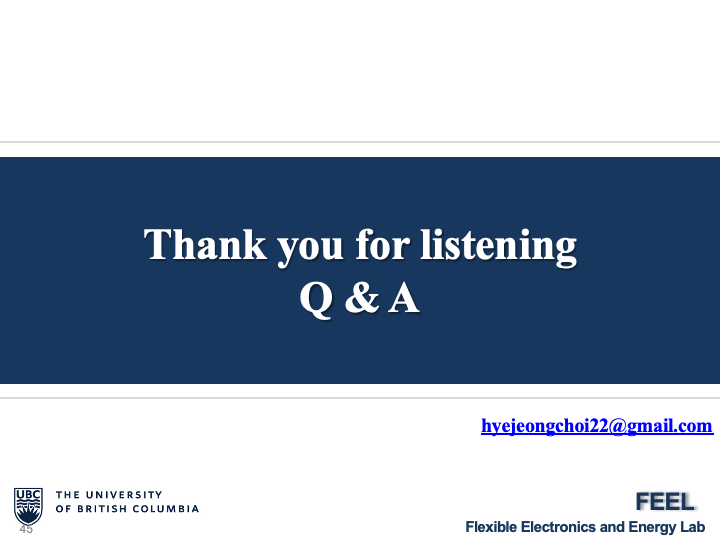 Thank you for listening
Q & A
hyejeongchoi22@gmail.com
UBC
THE UNIVERSITY
OF BRITISH COLUMBIA
45
FEEL
Flexible Electronics and Energy Lab